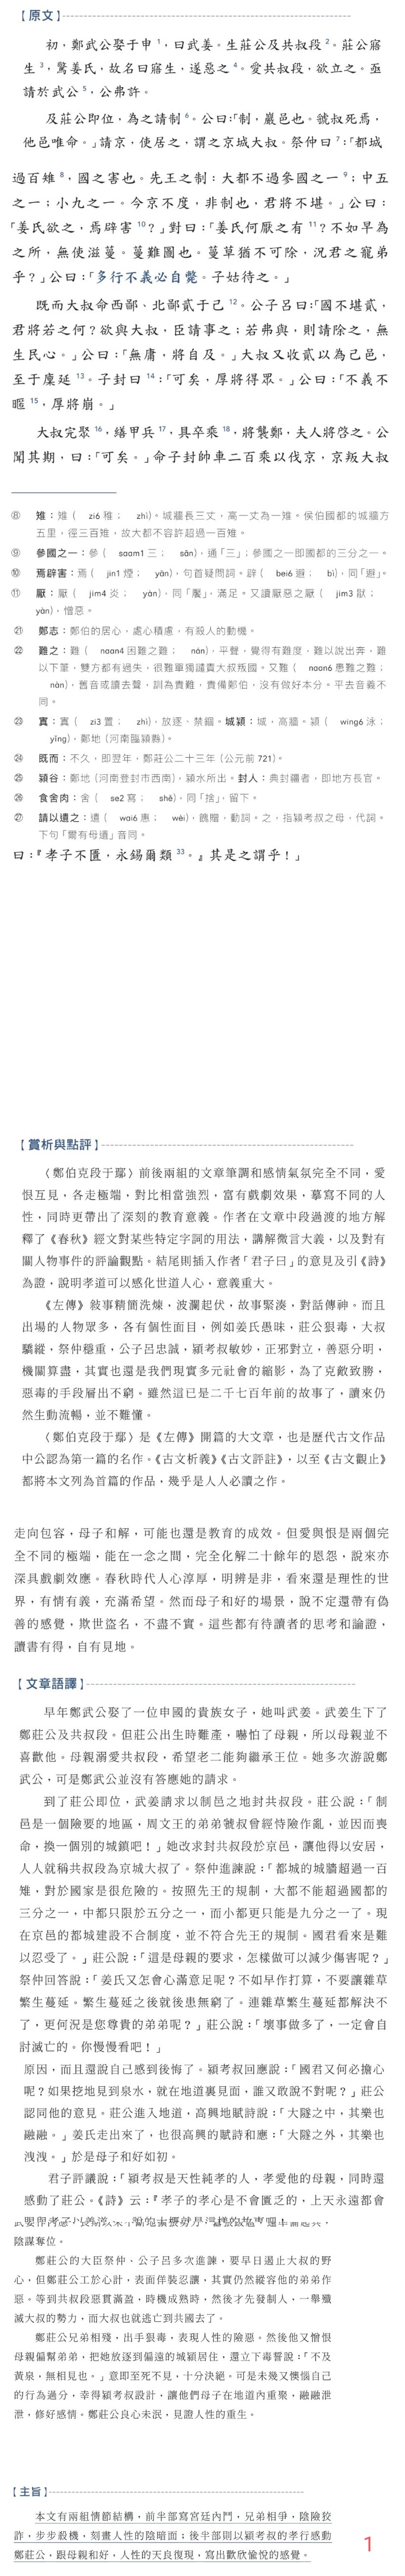 【原文】
初，鄭武公娶于申 1，曰武姜。生莊公及共叔段 2。莊公寤
生 3，驚姜氏，故名曰寤生，遂惡之 4。愛共叔段，欲立之。亟
請於武公 5，公弗許。
及莊公即位，為之請制 6。公曰：「制，巖邑也。虢叔死焉，
他邑唯命。」請京，使居之，謂之京城大叔。祭仲曰 7：「都城
過百雉 8，國之害也。先王之制：大都不過參國之一 9；中五
之一；小九之一。今京不度，非制也，君將不堪。」公曰：
「姜氏欲之，焉辟害 10？」對曰：「姜氏何厭之有 11？不如早為
之所，無使滋蔓。蔓難圖也。蔓草猶不可除，況君之寵弟
乎？」公曰：「多行不義必自斃。子姑待之。」
既而大叔命西鄙、北鄙貳于己 12。公子呂曰：「國不堪貳，
君將若之何？欲與大叔，臣請事之；若弗與，則請除之，無
生民心。」公曰：「無庸，將自及。」大叔又收貳以為己邑，
至于廩延 13。子封曰 14：「可矣，厚將得眾。」公曰：「不義不
暱 15，厚將崩。」
大叔完聚 16，繕甲兵 17，具卒乘 18，將襲鄭，夫人將啓之。公
聞其期，曰：「可矣。」命子封帥車二百乘以伐京，京叛大叔
⑧ 雉：雉（ zi6 稚； zhì）。城牆長三丈，高一丈為一雉。侯伯國都的城牆方
五里，徑三百雉，故大都不容許超過一百雉。
⑨ 參國之一：參（ saam1 三； sān），通「三」；參國之一即國都的三分之一。
⑩ 焉辟害：焉（ jin1 煙； yān），句首疑問詞。辟（ bei6 避； bì），同「避」。
⑪ 厭：厭（ jim4 炎； yàn），同「饜」，滿足。又讀厭惡之厭（ jim3 猒；
yàn），憎惡。
㉑ 鄭志：鄭伯的居心，處心積慮，有殺人的動機。
㉒ 難之：難（ naan4 困難之難； nán），平聲，覺得有難度，難以說出奔，難
以下筆，雙方都有過失，很難單獨譴責大叔叛國。又難（ naan6 患難之難；
nàn），舊音或讀去聲，訓為責難，責備鄭伯，沒有做好本分。平去音義不
同。
㉓ 寘：寘（ zi3 置； zhì），放逐、禁錮。城潁：城，高牆。潁（ wing6 泳；
yǐng），鄭地（河南臨潁縣）。
㉔ 既而：不久，即翌年，鄭莊公二十三年（公元前 721）。
㉕ 潁谷：鄭地（河南登封市西南），潁水所出。封人：典封疆者，即地方長官。
㉖ 食舍肉：舍（ se2 寫； shě），同「捨」，留下。
㉗ 請以遺之：遺（ wai6 惠； wèi），餽贈，動詞。之，指潁考叔之母，代詞。
下句「爾有母遺」音同。
曰：『孝子不匱，永錫爾類 33。』其是之謂乎！」
【賞析與點評】
〈鄭伯克段于鄢〉前後兩組的文章筆調和感情氣氛完全不同，愛
恨互見，各走極端，對比相當強烈，富有戲劇效果，摹寫不同的人
性，同時更帶出了深刻的教育意義。作者在文章中段過渡的地方解
釋了《春秋》經文對某些特定字詞的用法，講解微言大義，以及對有
關人物事件的評論觀點。結尾則插入作者「君子曰」的意見及引《詩》
為證，說明孝道可以感化世道人心，意義重大。
《左傳》敍事精簡洗煉，波瀾起伏，故事緊湊，對話傳神。而且
出場的人物眾多，各有個性面目，例如姜氏愚昧，莊公狠毒，大叔
驕縱，祭仲穩重，公子呂忠誠，潁考叔敏妙，正邪對立，善惡分明，
機關算盡，其實也還是我們現實多元社會的縮影，為了克敵致勝，
惡毒的手段層出不窮。雖然這已是二千七百年前的故事了，讀來仍
然生動流暢，並不難懂。
〈鄭伯克段于鄢〉是《左傳》開篇的大文章，也是歷代古文作品
中公認為第一篇的名作。《古文析義》《古文評註》，以至《古文觀止》
都將本文列為首篇的作品，幾乎是人人必讀之作。
走向包容，母子和解，可能也還是教育的成效。但愛與恨是兩個完
全不同的極端，能在一念之間，完全化解二十餘年的恩怨，說來亦
深具戲劇效應。春秋時代人心淳厚，明辨是非，看來還是理性的世
界，有情有義，充滿希望。然而母子和好的場景，說不定還帶有偽
善的感覺，欺世盜名，不盡不實。這些都有待讀者的思考和論證，
讀書有得，自有見地。
【文章語譯】
早年鄭武公娶了一位申國的貴族女子，她叫武姜。武姜生下了
鄭莊公及共叔段。但莊公出生時難產，嚇怕了母親，所以母親並不
喜歡他。母親溺愛共叔段，希望老二能夠繼承王位。她多次游說鄭
武公，可是鄭武公並沒有答應她的請求。
到了莊公即位，武姜請求以制邑之地封共叔段。莊公說：「制
邑是一個險要的地區，周文王的弟弟虢叔曾經恃險作亂，並因而喪
命，換一個別的城鎮吧！」她改求封共叔段於京邑，讓他得以安居，
人人就稱共叔段為京城大叔了。祭仲進諫說：「都城的城牆超過一百
雉，對於國家是很危險的。按照先王的規制，大都不能超過國都的
三分之一，中都只限於五分之一，而小都更只能是九分之一了。現
在京邑的都城建設不合制度，並不符合先王的規制。國君看來是難
以忍受了。」莊公說：「這是母親的要求，怎樣做可以減少傷害呢？」
祭仲回答說：「姜氏又怎會心滿意足呢？不如早作打算，不要讓雜草
繁生蔓延。繁生蔓延之後就後患無窮了。連雜草繁生蔓延都解決不
了，更何況是您尊貴的弟弟呢？」莊公說：「壞事做多了，一定會自
討滅亡的。你慢慢看吧！」
原因，而且還說自己感到後悔了。潁考叔回應說：「國君又何必擔心
呢？如果挖地見到泉水，就在地道裏見面，誰又敢說不對呢？」莊公
認同他的意見。莊公進入地道，高興地賦詩說：「大隧之中，其樂也
融融。」姜氏走出來了，也很高興的賦詩和應：「大隧之外，其樂也
洩洩。」於是母子和好如初。
君子評議說：「潁考叔是天性純孝的人，孝愛他的母親，同時還
感動了莊公。《詩》云：『孝子的孝心是不會匱乏的，上天永遠都會
陰謀奪位。
鄭莊公的大臣祭仲、公子呂多次進諫，要早日遏止大叔的野
心，但鄭莊公工於心計，表面佯裝忍讓，其實仍然縱容他的弟弟作
惡。等到共叔段惡貫滿盈，時機成熟時，然後才先發制人，一舉殲
滅大叔的勢力，而大叔也就逃亡到共國去了。
鄭莊公兄弟相殘，出手狠毒，表現人性的險惡。然後他又憎恨
母親偏幫弟弟，把她放逐到偏遠的城潁居住，還立下毒誓說：「不及
黃泉，無相見也。」意即至死不見，十分決絕。可是未幾又懊惱自己
的行為過分，幸得潁考叔設計，讓他們母子在地道內重聚，融融泄
泄，修好感情。鄭莊公良心未泯，見證人性的重生。
【主旨】
本文有兩組情節結構，前半部寫宮廷內鬥，兄弟相爭，陰險狡
詐，步步殺機，刻畫人性的陰暗面；後半部則以潁考叔的孝行感動
鄭莊公，跟母親和好，人性的天良復現，寫出歡欣愉悅的感覺。
1